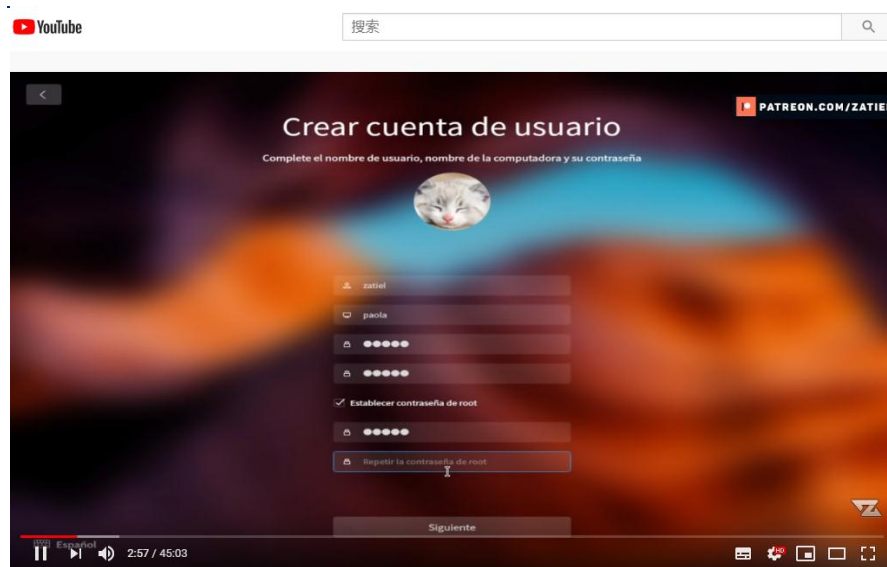 YouTube
搜索
PATREON.COM/ZATIE
Crear cuenta de usuario
Complete el nombre de usuario, nombre de la computadora y su contraseña
zatiel
paola
Establecer contraseña de root
Repetir la contraseña de root
Siguiente
Español
2:57 / 45:03
HD